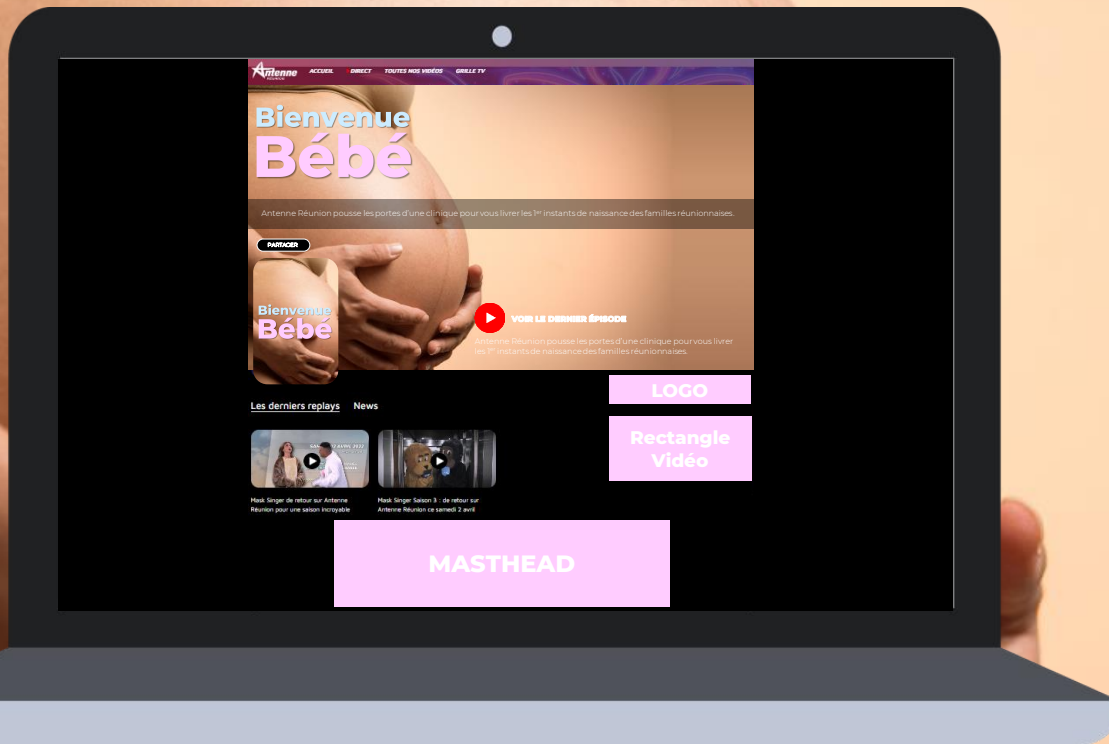 Antenne
RÉUNION
ACCUEIL DIRECT TOUTES NOS VIDÉOS GRILLE TV
Bienvenue
Bébé
Antenne Réunion pousse les portes d'une clinique pour vous livrer les 1ers instants de naissance des familles réunionnaises.
PARTAGER
Bienvenue
Bébé
VOIR LE DERNIER ÉPISODE
Antenne Réunion pousse les portes d'une clinique pour vous livrer
les 1ers instants de naissance des familles réunionnaises.
LOGO
Les derniers replays News
Rectangle
Vidéo
AVRIL 2022
Mask Singer de retour sur Antenne
Réunion pour une saison incroyable
Mask Singer Saison 3 : de retour sur
Antenne Réunion ce samedi 2 avril
MASTHEAD